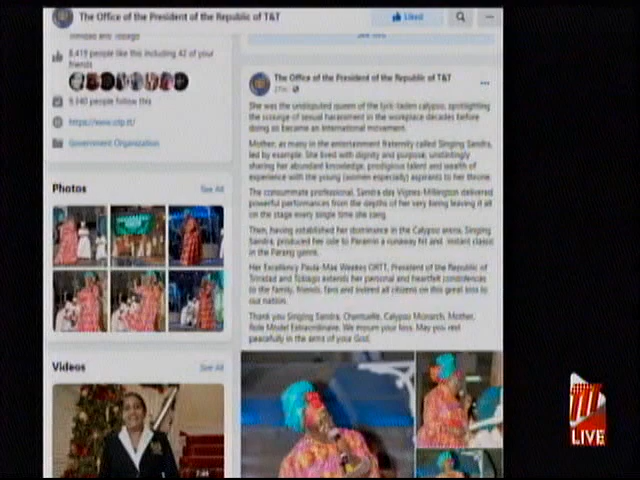 The Office of the President of the Republic of T&T
Liked
Trinidad and Tobago
8,419 people like this including 42 of your
friends
9,140 people follow this
Government Organization
Photos
See All
Videos
See All
The Office of the President of the Republic of T&T
She was the undisputed queen of the lyric-laden calypso, spotlighting
the scourge of sexual harassment in the workplace decades before
doing so became an international movement.
Mother, as many in the entertainment fraternity called Singing Sandra,
led by example. She lived with dignity and purpose, unstintingly
sharing her abundant knowledge, prodigious talent and wealth of
experience with the young (women especially) aspirants to her throne.
The consummate professional, Sandra des Vignes-Millington delivered
powerful performances from the depths of her very being leaving it all
on the stage every single time she sang.
Then, having established her dominance in the Calypso arena, Singing
Sandra, produced her ode to Paramin a runaway hit and instant classic
in the Parang genre.
Her Excellency Paula-Mae Weekes ORTT, President of the Republic of
Trinidad and Tobago extends her personal and heartfelt condolences
to the family, friends, fans and indeed all citizens on this great loss to
our nation.
Thank you Singing Sandra, Chantuelle, Calypso Monarch, Mother,
Role Model Extraordinaire. We mourn your loss. May you rest
peacefully in the arms of your God.
LIVE